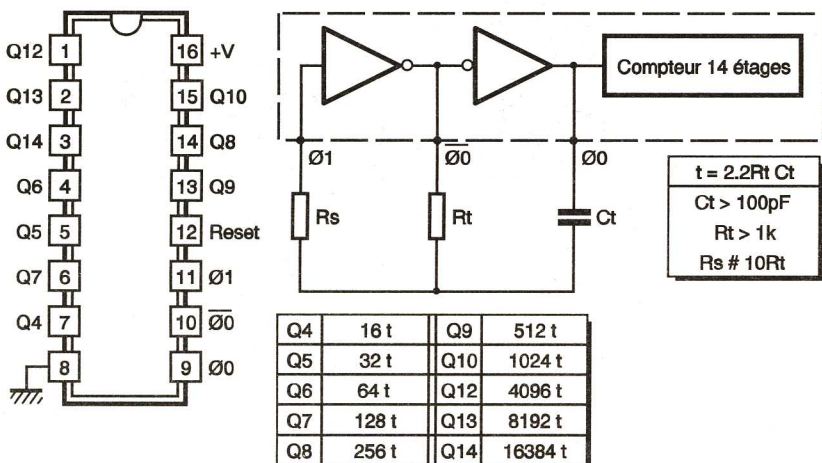 Q12 1 16 +V
Q13 2 15 Q10
Q14 3 14 Q8
Q6 4 13 Q9
Q5 5 12 Reset
Q7 6 11 Ø1
Q4 7 10 Ø0
8 9 Ø0
Compteur 14 étages
Ø1 Ø0 Ø0
Rs Rt Ct
t = 2.2Rt Ct
Ct > 100pF
Rt > 1k
Rs # 10Rt
Q4 16 t Q9 512 t
Q5 32 t Q10 1024 t
Q6 64 t Q12 4096 t
Q7 128 t Q13 8192 t
Q8 256 t Q14 16384 t